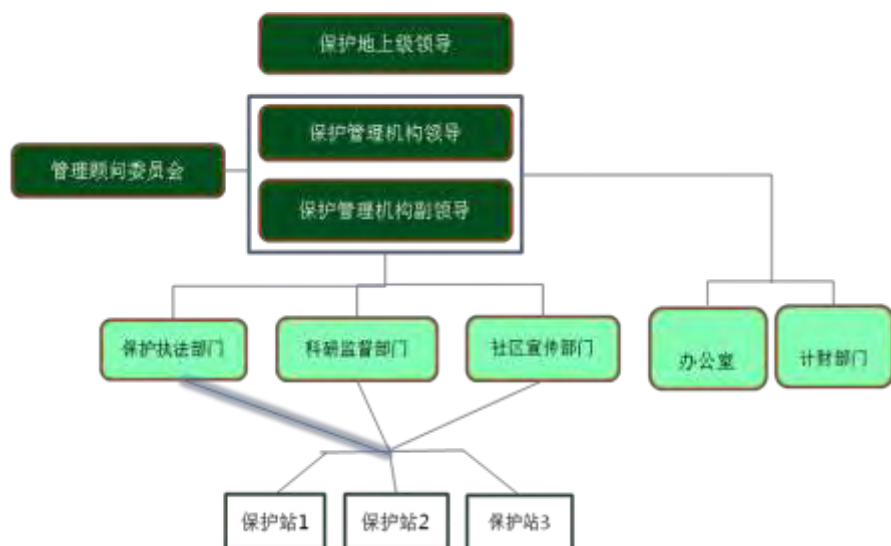 保护地上级领导
保护管理机构领导
管理顾问委员会
保护管理机构副领导
保护执法部门
科研监督部门
社区宣传部门
办公室
计财部门
保护站1
保护站2
保护站3